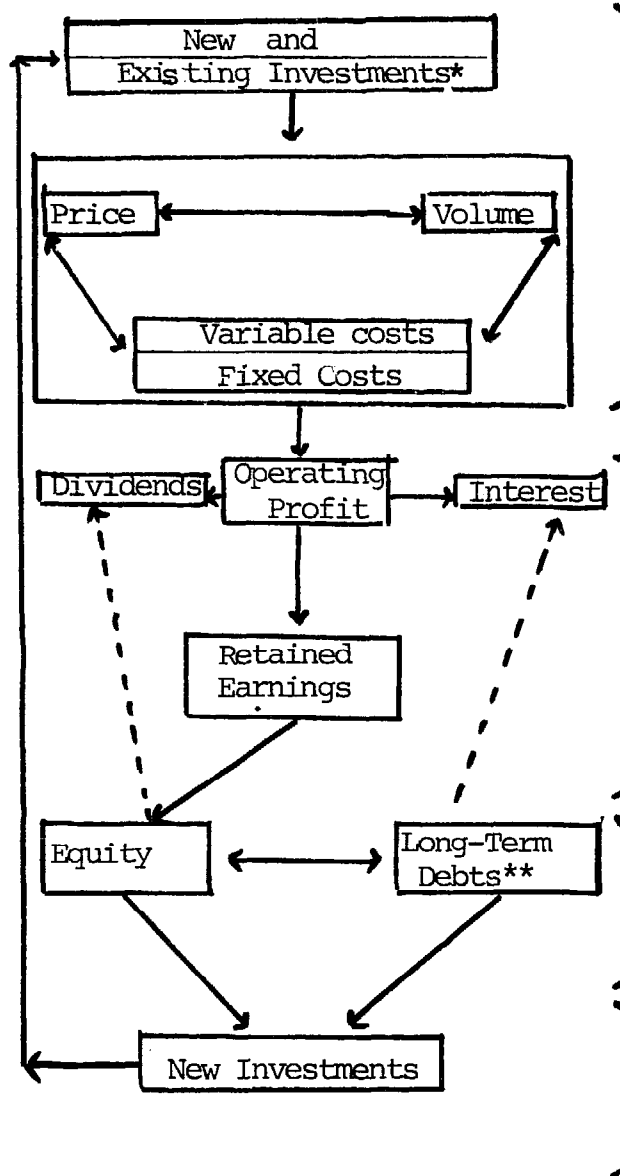 New and
Existing Investments*
Price
Volume
Variable costs
Fixed Costs
Dividends
Operating
Profit
Interest
Retained
Earnings
Equity
Long-Term
Debts**
New Investments